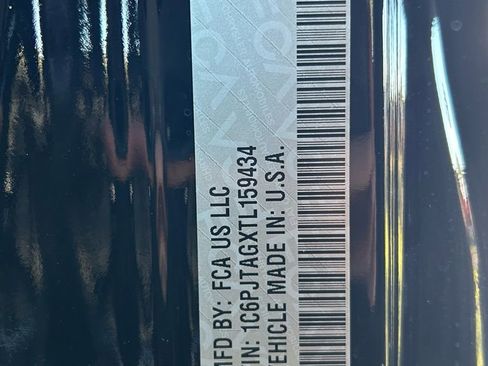 MFD BY: FCA US LLC
VIN: 1C6PJTAGXTL159434
VEHICLE MADE IN: U.S.A.